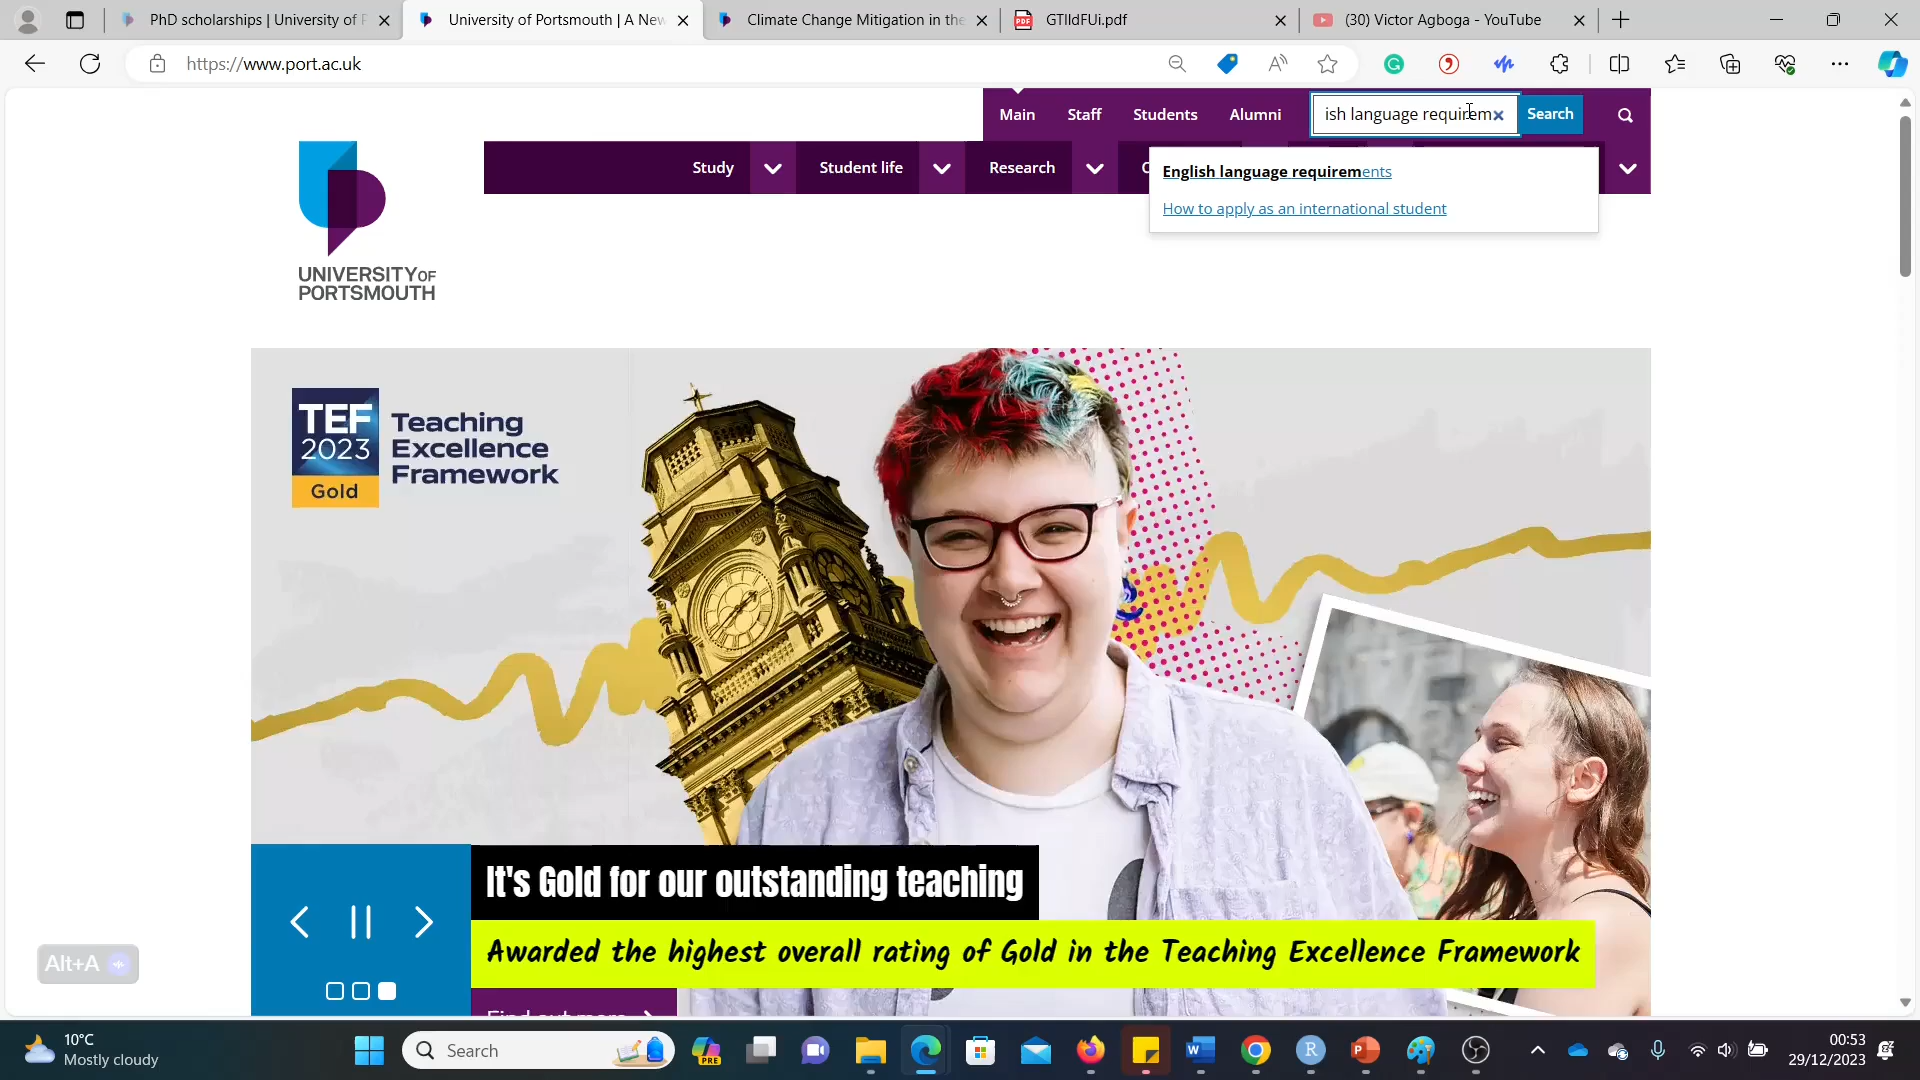 PhD scholarships | University of P
University of Portsmouth | A New
Climate Change Mitigation in the
GTIldFUi.pdf
(30) Victor Agboga - YouTube
https://www.port.ac.uk
Main
Staff
Students
Alumni
ish language requirem
Search
Study
Student life
Research
English language requirements
How to apply as an international student
UNIVERSITY OF
PORTSMOUTH
TEF
2023
Gold
Teaching
Excellence
Framework
It's Gold for our outstanding teaching
Awarded the highest overall rating of Gold in the Teaching Excellence Framework
Find out more
Alt+A
10°C
Mostly cloudy
Search
PRE
00:53
29/12/2023